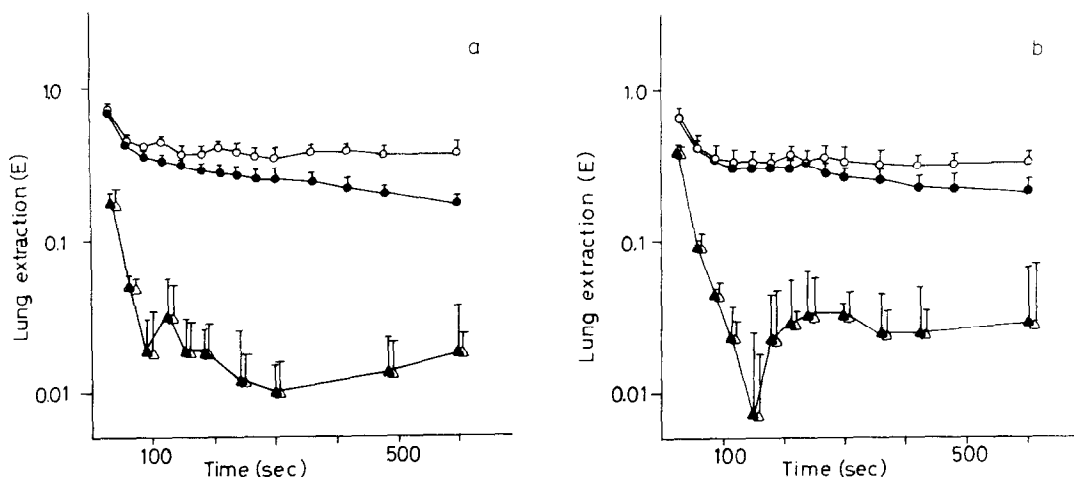 a
1.0
0.1
0.01
Lung extraction (E)
100
500
Time (sec)
b
1.0
0.1
0.01
Lung extraction (E)
100
500
Time (sec)